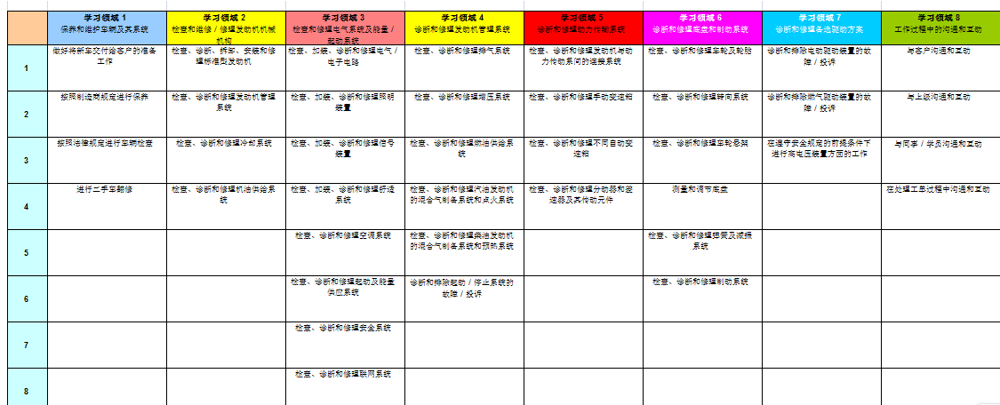 学习领域 1
保养和维护车辆及其系统
学习领域 2
检查和维修 / 修理发动机机械
机构
学习领域 3
检查和修理电气系统及能量 /
起动系统
学习领域 4
诊断和修理发动机管理系统
学习领域 5
诊断和修理动力传输系统
学习领域 6
诊断和修理底盘和制动系统
学习领域 7
诊断和修理备选驱动方案
学习领域 8
工作过程中的沟通和互动
1
做好将新车交付给客户的准备
工作
检查、诊断、拆卸、安装和修
理标准型发动机
检查、加装、诊断和修理电气 /
电子电路
检查、诊断和修理排气系统
检查、诊断和修理发动机与动
力传动系间的连接系统
检查、诊断和修理车轮及轮胎
诊断和排除电动驱动装置的故
障 / 投诉
与客户沟通和互动
2
按照制造商规定进行保养
检查、诊断和修理发动机管理
系统
检查、加装、诊断和修理照明
装置
检查、诊断和修理增压系统
检查、诊断和修理手动变速箱
检查、诊断和修理转向系统
诊断和排除燃气驱动装置的故
障 / 投诉
与上级沟通和互动
3
按照法律规定进行车辆检查
检查、诊断和修理冷却系统
检查、加装、诊断和修理信号
装置
检查、诊断和修理燃油供给系
统
检查、诊断和修理不同自动变
速箱
检查、诊断和修理车轮悬架
在遵守安全规定的前提条件下
进行高电压装置方面的工作
与同事 / 学员沟通和互动
4
进行二手车翻修
检查、诊断和修理机油供给系
统
检查、加装、诊断和修理舒适
系统
检查、诊断和修理汽油发动机
的混合气制备系统和点火系统
检查、诊断和修理分动器和差
速器及其传动元件
测量和调节底盘
在处理工单过程中沟通和互动
5
检查、诊断和修理空调系统
检查、诊断和修理柴油发动机
的混合气制备系统和预热系统
检查、诊断和修理弹簧及减振
系统
6
检查、诊断和修理起动及能量
供应系统
诊断和排除起动 / 停止系统的
故障 / 投诉
检查、诊断和修理制动系统
7
检查、诊断和修理安全系统
8
检查、诊断和修理联网系统